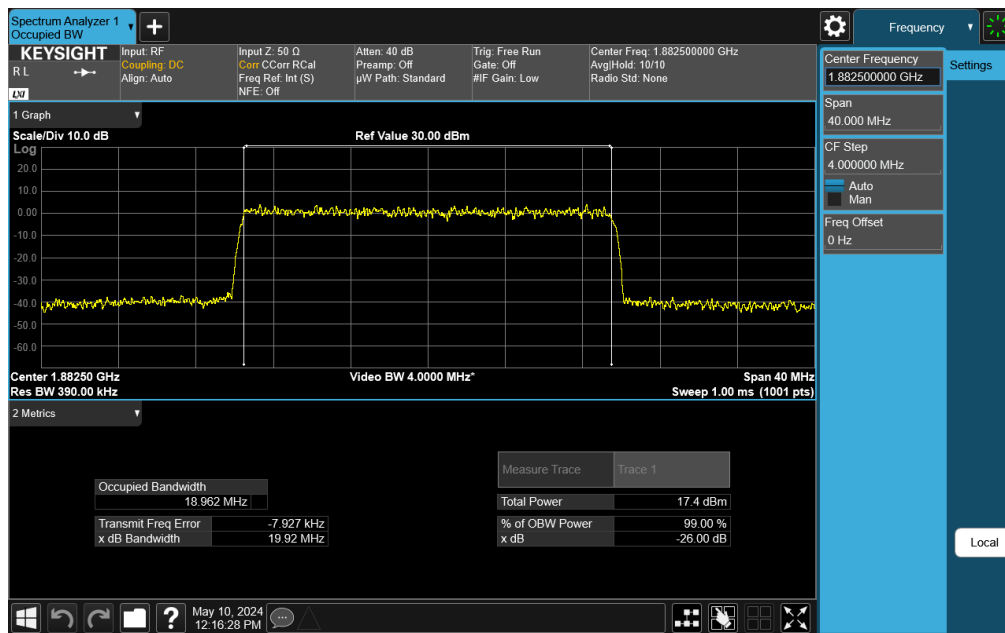 Spectrum Analyzer 1
Occupied BW
Frequency
KEYSIGHT
R L
LXI
Input: RF
Coupling: DC
Align: Auto
Input Z: 50 Ω
Corr CCorr RCal
Freq Ref: Int (S)
NFE: Off
Atten: 40 dB
Preamp: Off
µW Path: Standard
Trig: Free Run
Gate: Off
#IF Gain: Low
Center Freq: 1.882500000 GHz
Avg|Hold: 10/10
Radio Std: None
Center Frequency
1.882500000 GHz
Settings
Span
40.000 MHz
CF Step
4.000000 MHz
Auto
Man
Freq Offset
0 Hz
1 Graph
Scale/Div 10.0 dB
Ref Value 30.00 dBm
Log
20.0
10.0
0.00
-10.0
-20.0
-30.0
-40.0
-50.0
-60.0
Center 1.88250 GHz
Video BW 4.0000 MHz*
Span 40 MHz
Res BW 390.00 kHz
Sweep 1.00 ms (1001 pts)
2 Metrics
Measure Trace
Trace 1
Occupied Bandwidth
18.962 MHz
Total Power
17.4 dBm
Transmit Freq Error
-7.927 kHz
% of OBW Power
99.00 %
x dB Bandwidth
19.92 MHz
x dB
-26.00 dB
Local
?
May 10, 2024
12:16:28 PM